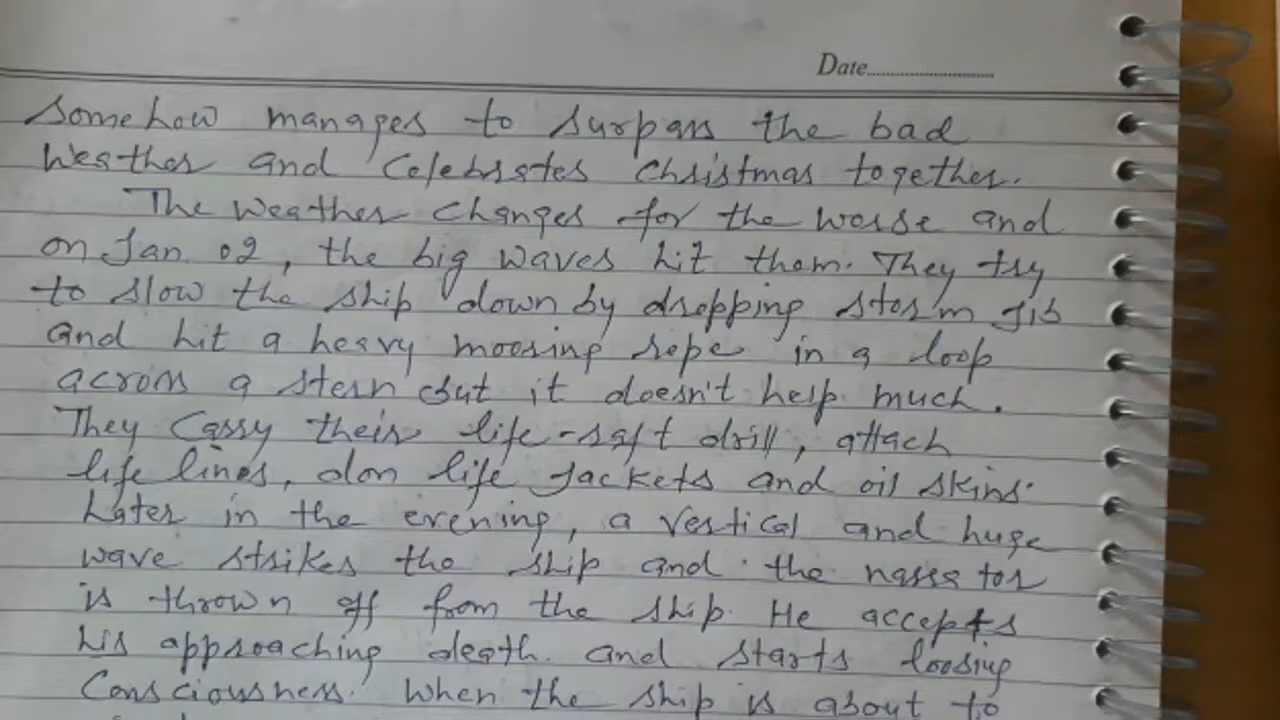 Date
somehow manages to surpass the bad
weather and celebrates christmas together.
The weather changes for the worse and
on Jan 02, the big waves hit them. They try
to slow the ship down by dropping storm jib
and hit a heavy mooring rope in a loop
across a stern but it doesn't help much.
They carry their life-raft drill, attach
life lines, don life jackets and oil skins.
Later in the evening, a vertical and huge
wave strikes the ship and the narrator
is thrown off from the ship. He accepts
his approaching death and starts loosing
consciousness. When the ship is about to